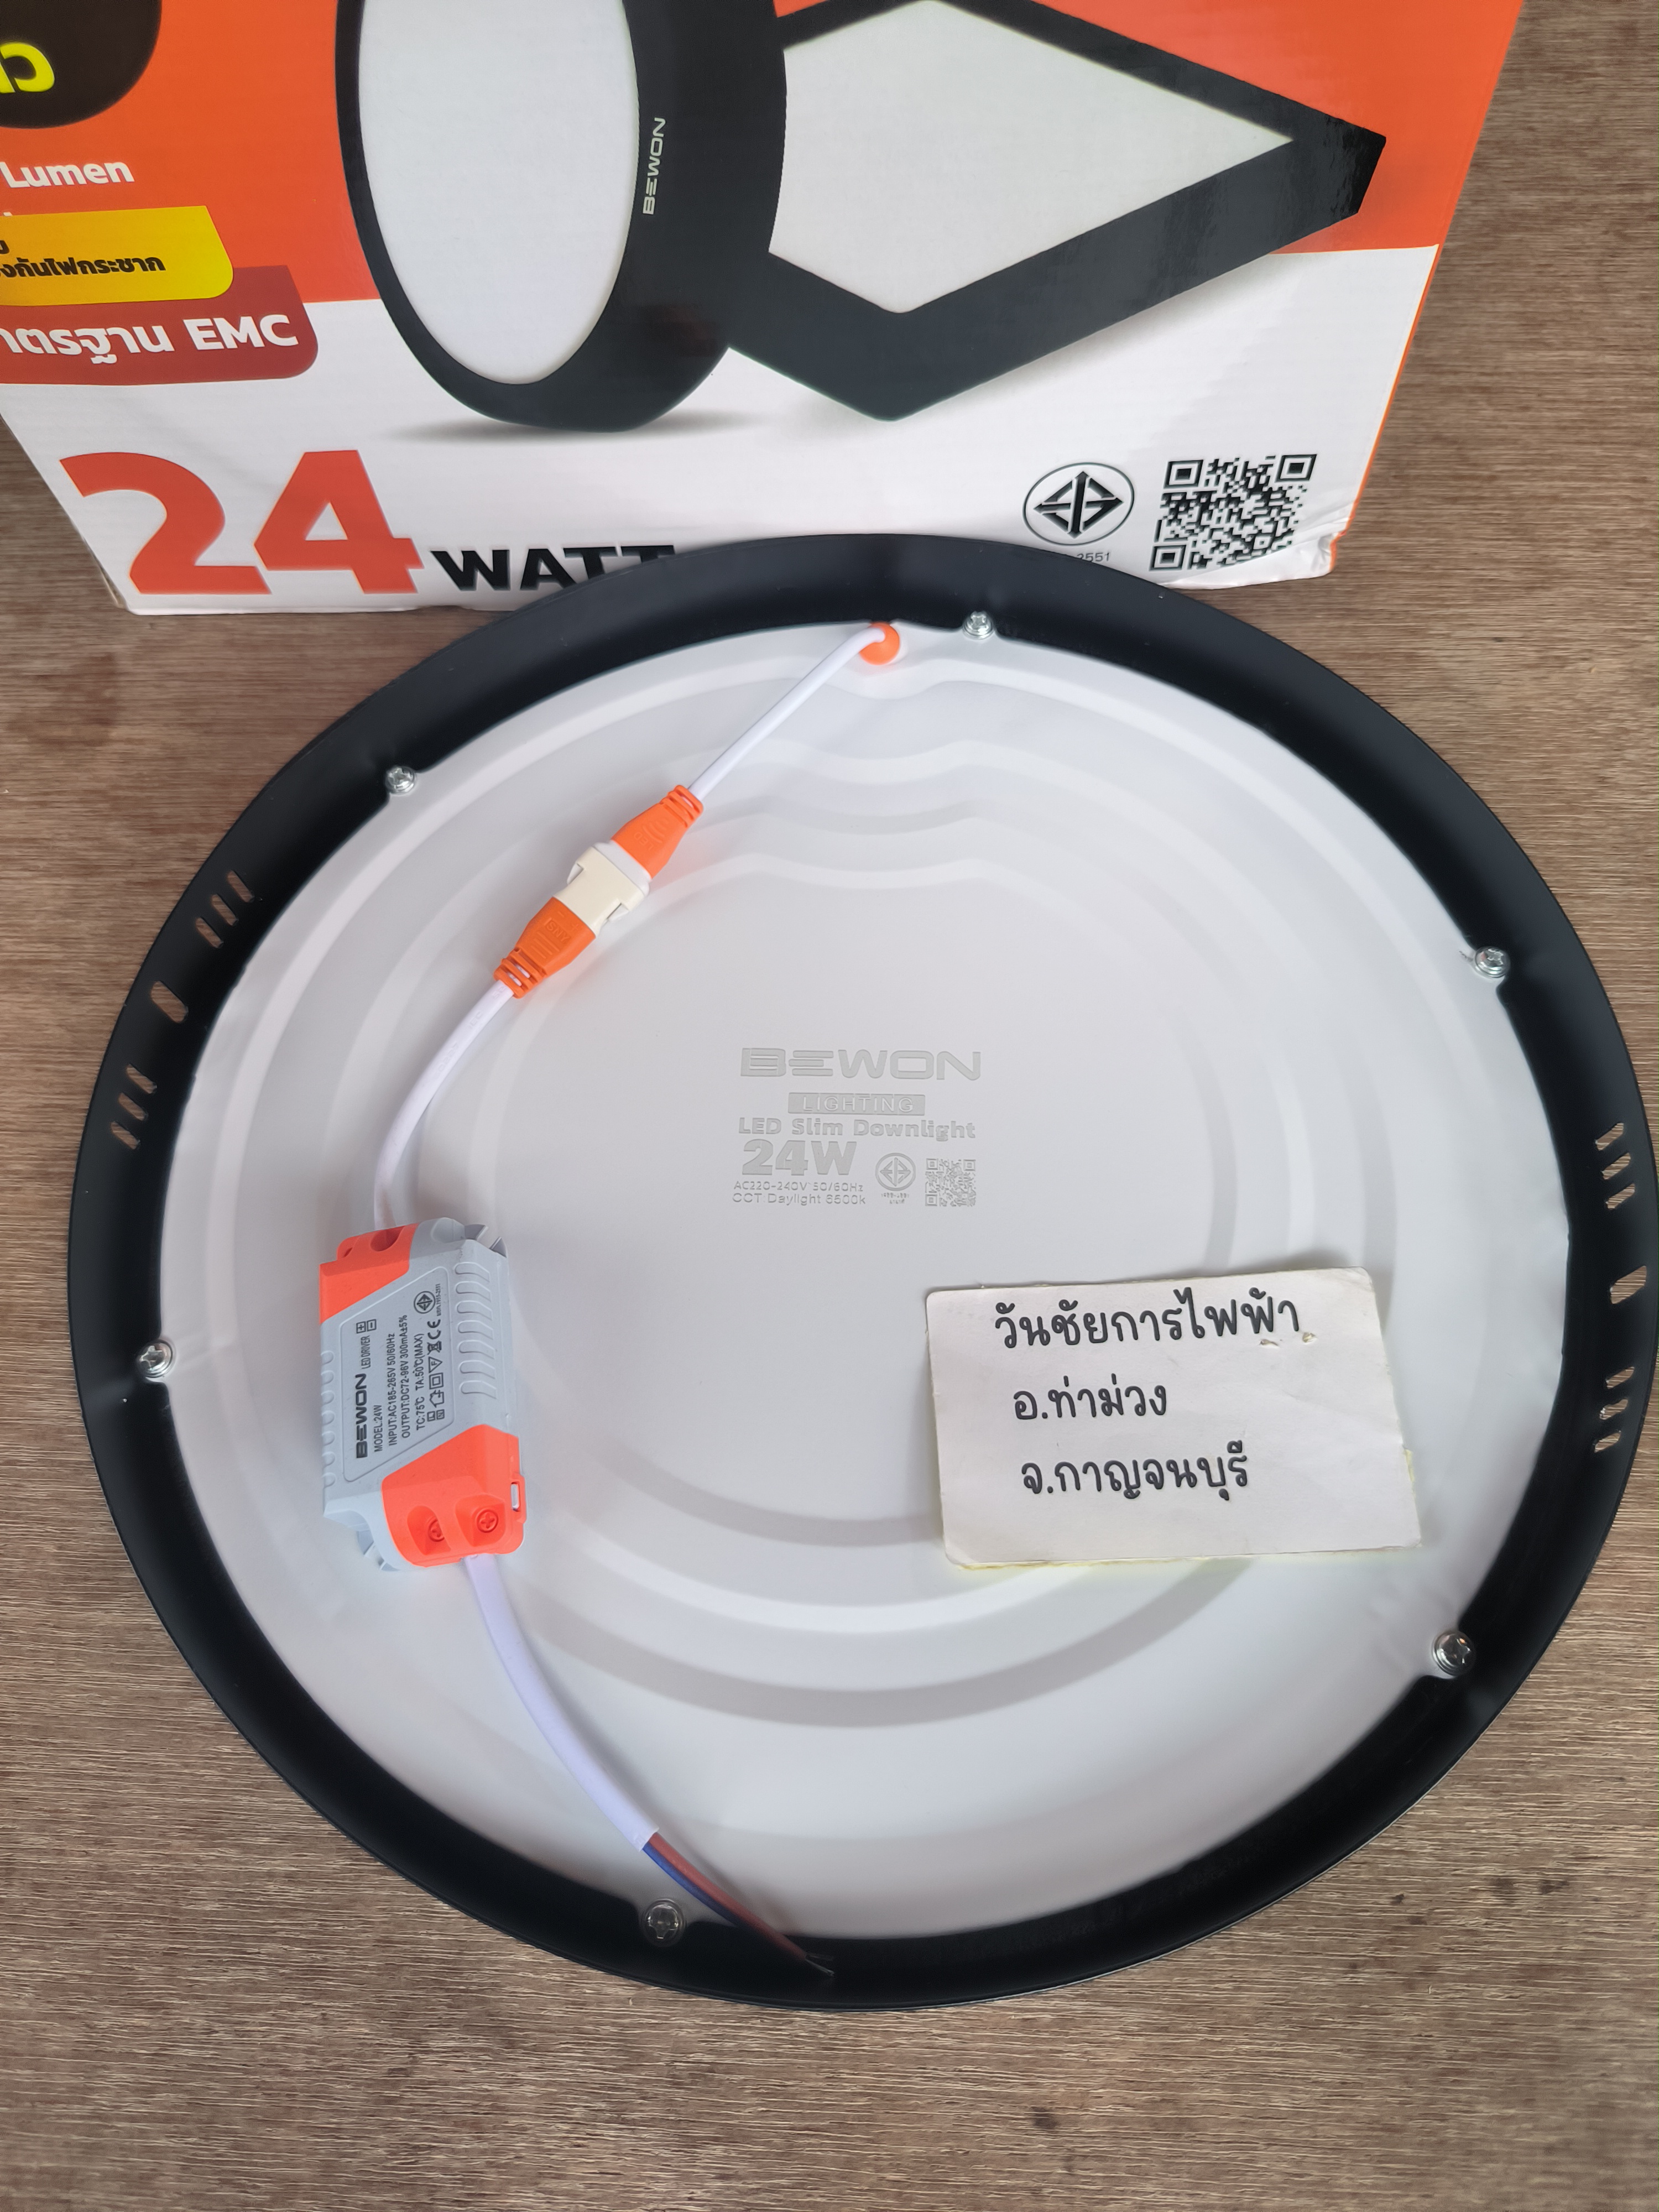 Lumen
BEWON
งกันไฟกระชาก
าตรฐาน EMC
24 WATT
BEWON
LIGHTING
LED Slim Downlight
24W
AC220-240V 50/60Hz
CCT Daylight 6500k
BEWON LED DRIVER
MODEL:24W
INPUT:AC185-265V 50/60Hz
OUTPUT:DC72-96V 300mA±5%
TC:75℃ TA:50℃(MAX)
วันชัยการไฟฟ้า
อ.ท่าม่วง
จ.กาญจนบุรี